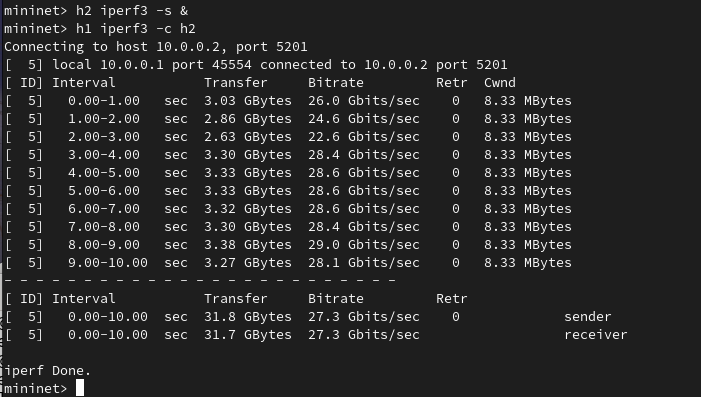 mininet> h2 iperf3 -s &
mininet> h1 iperf3 -c h2
Connecting to host 10.0.0.2, port 5201
[  5] local 10.0.0.1 port 45554 connected to 10.0.0.2 port 5201
[ ID] Interval           Transfer     Bitrate         Retr  Cwnd
[  5]   0.00-1.00   sec  3.03 GBytes  26.0 Gbits/sec    0   8.33 MBytes
[  5]   1.00-2.00   sec  2.86 GBytes  24.6 Gbits/sec    0   8.33 MBytes
[  5]   2.00-3.00   sec  2.63 GBytes  22.6 Gbits/sec    0   8.33 MBytes
[  5]   3.00-4.00   sec  3.30 GBytes  28.4 Gbits/sec    0   8.33 MBytes
[  5]   4.00-5.00   sec  3.33 GBytes  28.6 Gbits/sec    0   8.33 MBytes
[  5]   5.00-6.00   sec  3.33 GBytes  28.6 Gbits/sec    0   8.33 MBytes
[  5]   6.00-7.00   sec  3.32 GBytes  28.6 Gbits/sec    0   8.33 MBytes
[  5]   7.00-8.00   sec  3.30 GBytes  28.4 Gbits/sec    0   8.33 MBytes
[  5]   8.00-9.00   sec  3.38 GBytes  29.0 Gbits/sec    0   8.33 MBytes
[  5]   9.00-10.00  sec  3.27 GBytes  28.1 Gbits/sec    0   8.33 MBytes
- - - - - - - - - - - - - - - - - - - - - - - - -
[ ID] Interval           Transfer     Bitrate         Retr
[  5]   0.00-10.00  sec  31.8 GBytes  27.3 Gbits/sec    0             sender
[  5]   0.00-10.00  sec  31.7 GBytes  27.3 Gbits/sec                  receiver
iperf Done.
mininet>